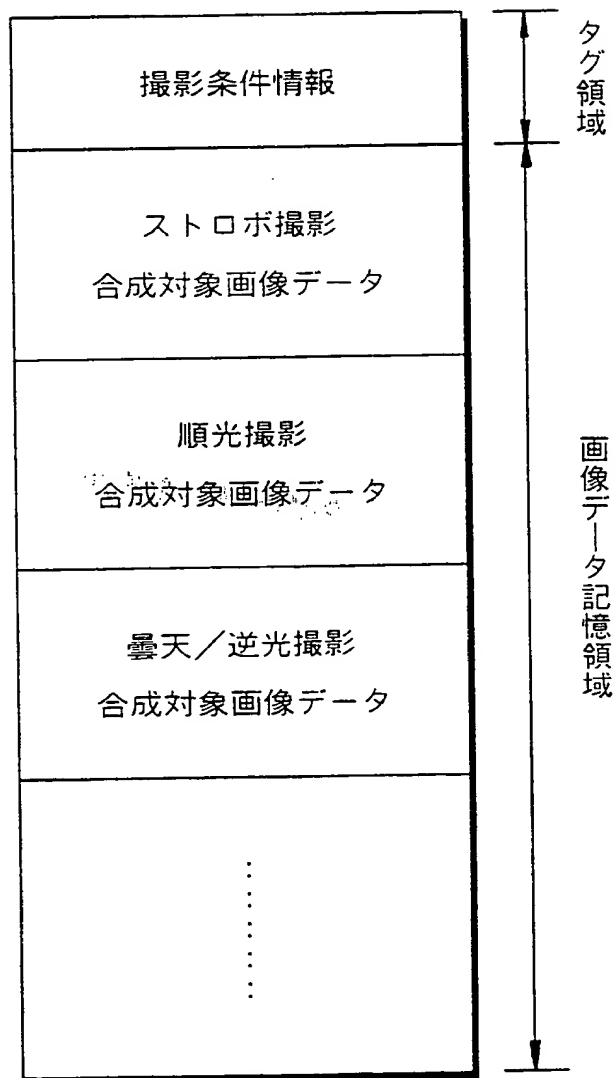 撮影条件情報
ストロボ撮影
合成対象画像データ
順光撮影
合成対象画像データ
曇天／逆光撮影
合成対象画像データ
タグ領域
画像データ記憶領域